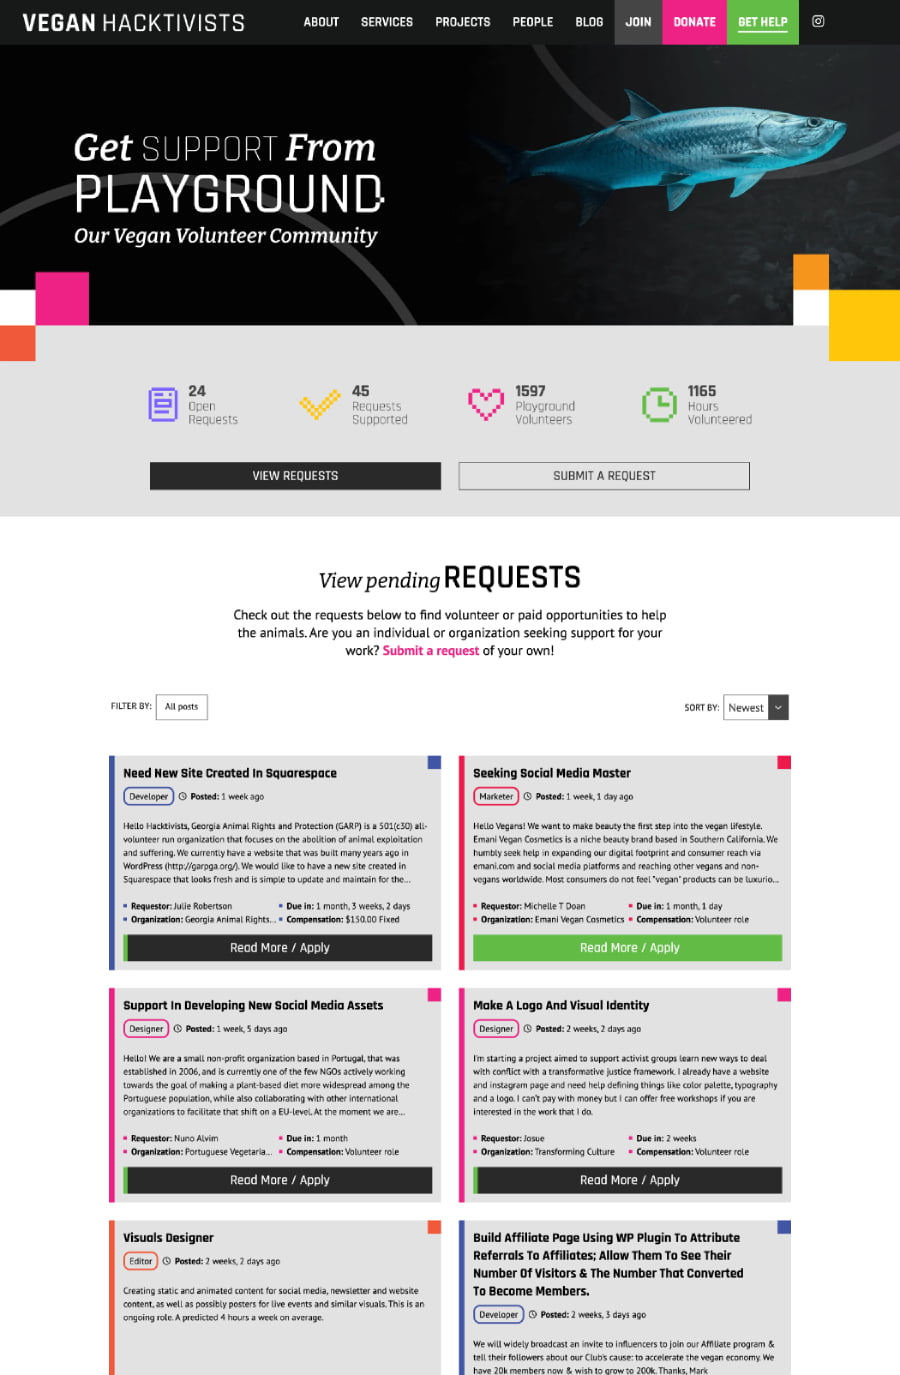 VEGAN HACKTIVISTS
ABOUT SERVICES PROJECTS PEOPLE BLOG JOIN DONATE GET HELP
Get SUPPORT From
PLAYGROUND
Our Vegan Volunteer Community
24
Open
Requests
45
Requests
Supported
1597
Playground
Volunteers
1165
Hours
Volunteered
VIEW REQUESTS
SUBMIT A REQUEST
View pending REQUESTS
Check out the requests below to find volunteer or paid opportunities to help
the animals. Are you an individual or organization seeking support for your
work? Submit a request of your own!
FILTER BY: All posts
SORT BY: Newest
Need New Site Created In Squarespace
Developer Posted: 1 week ago
Hello Hacktivists, Georgia Animal Rights and Protection (GARP) is a 501(c30) all-
volunteer run organization that focuses on the abolition of animal exploitation
and suffering. We currently have a website that was built many years ago in
WordPress (http://garpga.org/). We would like to have a new site created in
Squarespace that looks fresh and is simple to update and maintain for the...
Requestor: Julie Robertson
Due in: 1 month, 3 weeks, 2 days
Organization: Georgia Animal Rights...
Compensation: $150.00 Fixed
Read More / Apply
Seeking Social Media Master
Marketer Posted: 1 week, 1 day ago
Hello Vegans! We want to make beauty the first step into the vegan lifestyle.
Emani Vegan Cosmetics is a niche beauty brand based in Southern California. We
humbly seek help in expanding our digital footprint and consumer reach via
emani.com and social media platforms and reaching other vegans and non-
vegans worldwide. Most consumers do not feel "vegan" products can be luxurio...
Requestor: Michelle T Doan
Due in: 1 month, 1 day
Organization: Emani Vegan Cosmetics
Compensation: Volunteer role
Read More / Apply
Support In Developing New Social Media Assets
Designer Posted: 1 week, 5 days ago
Hello! We are a small non-profit organization based in Portugal, that was
established in 2006, and is currently one of the few NGOs actively working
towards the goal of making a plant-based diet more widespread among the
Portuguese population, while also collaborating with other international
organizations to facilitate that shift on a EU-level. At the moment we are...
Requestor: Nuno Alvim
Due in: 1 month
Organization: Portuguese Vegetaria...
Compensation: Volunteer role
Read More / Apply
Make A Logo And Visual Identity
Designer Posted: 2 weeks, 2 days ago
I'm starting a project aimed to support activist groups learn new ways to deal
with conflict with a transformative justice framework. I already have a website
and instagram page and need help defining things like color palette, typography
and a logo. I can't pay with money but I can offer free workshops if you are
interested in the work that I do.
Requestor: Josue
Due in: 2 weeks
Organization: Transforming Culture
Compensation: Volunteer role
Read More / Apply
Visuals Designer
Editor Posted: 2 weeks, 2 days ago
Creating static and animated content for social media, newsletter and website
content, as well as possibly posters for live events and similar visuals. This is an
ongoing role. A predicted 4 hours a week on average.
Build Affiliate Page Using WP Plugin To Attribute
Referrals To Affiliates; Allow Them To See Their
Number Of Visitors & The Number That Converted
To Become Members.
Developer Posted: 2 weeks, 3 days ago
We will widely broadcast an invite to influencers to join our Affiliate program &
tell their followers about our Club's cause: to accelerate the vegan economy. We
have 20k members now & wish to grow to 200k. Thanks, Mark